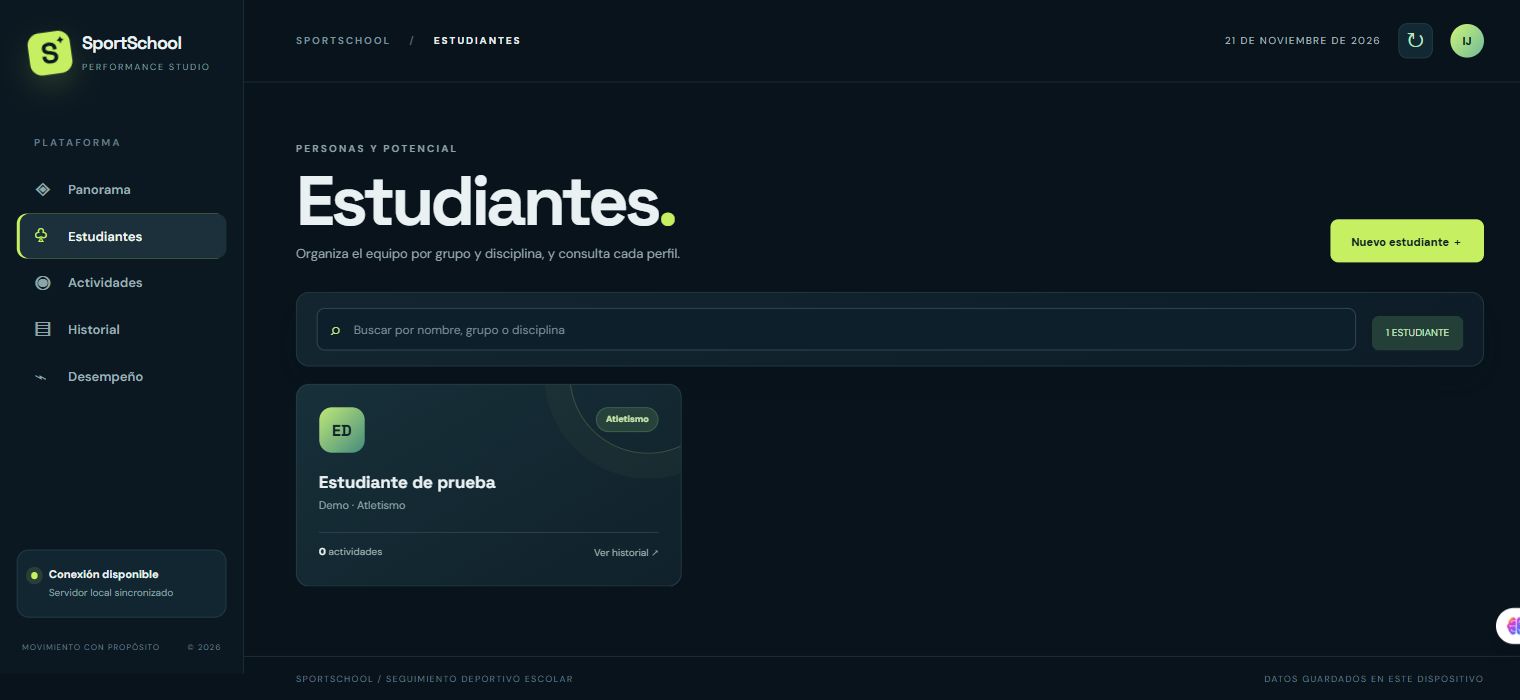 S
SportSchool
PERFORMANCE STUDIO
PLATAFORMA
Panorama
Estudiantes
Actividades
Historial
Desempeño
Conexión disponible
Servidor local sincronizado
MOVIMIENTO CON PROPÓSITO © 2026
SPORTSCHOOL / ESTUDIANTES
21 DE NOVIEMBRE DE 2026
IJ
PERSONAS Y POTENCIAL
Estudiantes.
Organiza el equipo por grupo y disciplina, y consulta cada perfil.
Nuevo estudiante +
Buscar por nombre, grupo o disciplina
1 ESTUDIANTE
ED
Atletismo
Estudiante de prueba
Demo · Atletismo
0 actividades
Ver historial ↗
SPORTSCHOOL / SEGUIMIENTO DEPORTIVO ESCOLAR
DATOS GUARDADOS EN ESTE DISPOSITIVO